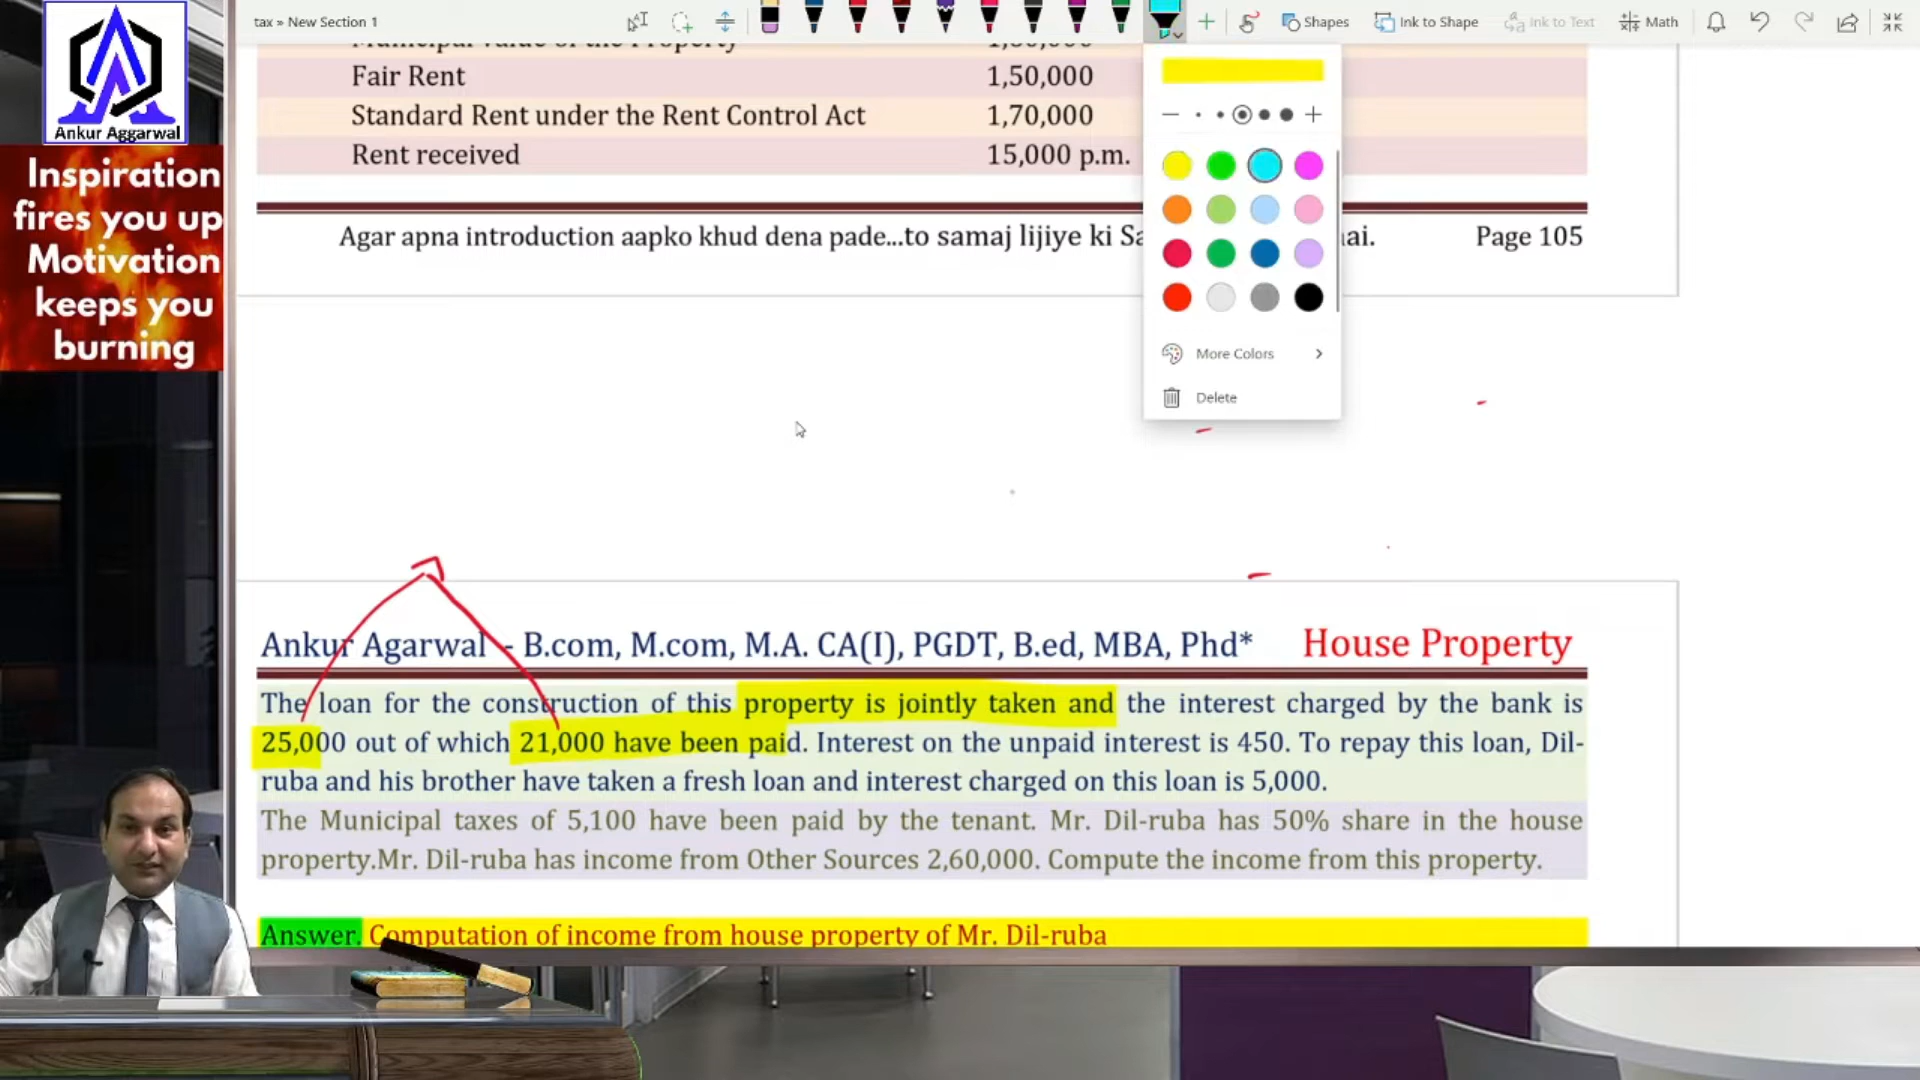 tax » New Section 1
Shapes
Ink to Shape
Ink to Text
Math
Ankur Aggarwal
Inspiration
fires you up
Motivation
keeps you
burning
Municipal value of the Property
Fair Rent 1,50,000
Standard Rent under the Rent Control Act 1,70,000
Rent received 15,000 p.m.
Agar apna introduction aapko khud dena pade...to samaj lijiye ki ai. Page 105
More Colors
Delete
Ankur Agarwal - B.com, M.com, M.A. CA(I), PGDT, B.ed, MBA, Phd* House Property
The loan for the construction of this property is jointly taken and the interest charged by the bank is
25,000 out of which 21,000 have been paid. Interest on the unpaid interest is 450. To repay this loan, Dil-
ruba and his brother have taken a fresh loan and interest charged on this loan is 5,000.
The Municipal taxes of 5,100 have been paid by the tenant. Mr. Dil-ruba has 50% share in the house
property.Mr. Dil-ruba has income from Other Sources 2,60,000. Compute the income from this property.
Answer. Computation of income from house property of Mr. Dil-ruba